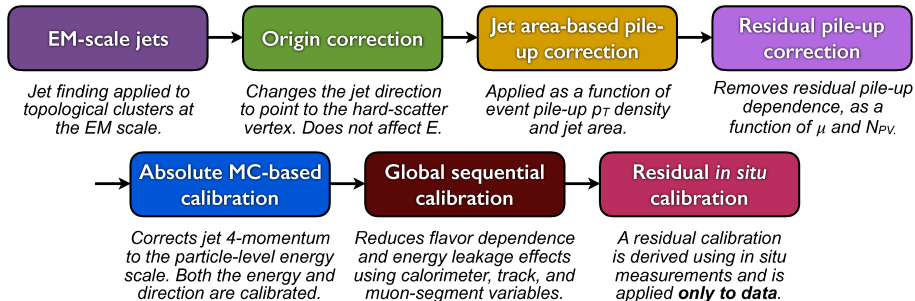 EM-scale jets
Origin correction
Jet area-based pile-
up correction
Residual pile-up
correction
Jet finding applied to
topological clusters at
the EM scale.
Changes the jet direction
to point to the hard-scatter
vertex. Does not affect E.
Applied as a function of
event pile-up pT density
and jet area.
Removes residual pile-up
dependence, as a
function of μ and NPV.
Absolute MC-based
calibration
Global sequential
calibration
Residual in situ
calibration
Corrects jet 4-momentum
to the particle-level energy
scale. Both the energy and
direction are calibrated.
Reduces flavor dependence
and energy leakage effects
using calorimeter, track, and
muon-segment variables.
A residual calibration
is derived using in situ
measurements and is
applied only to data.